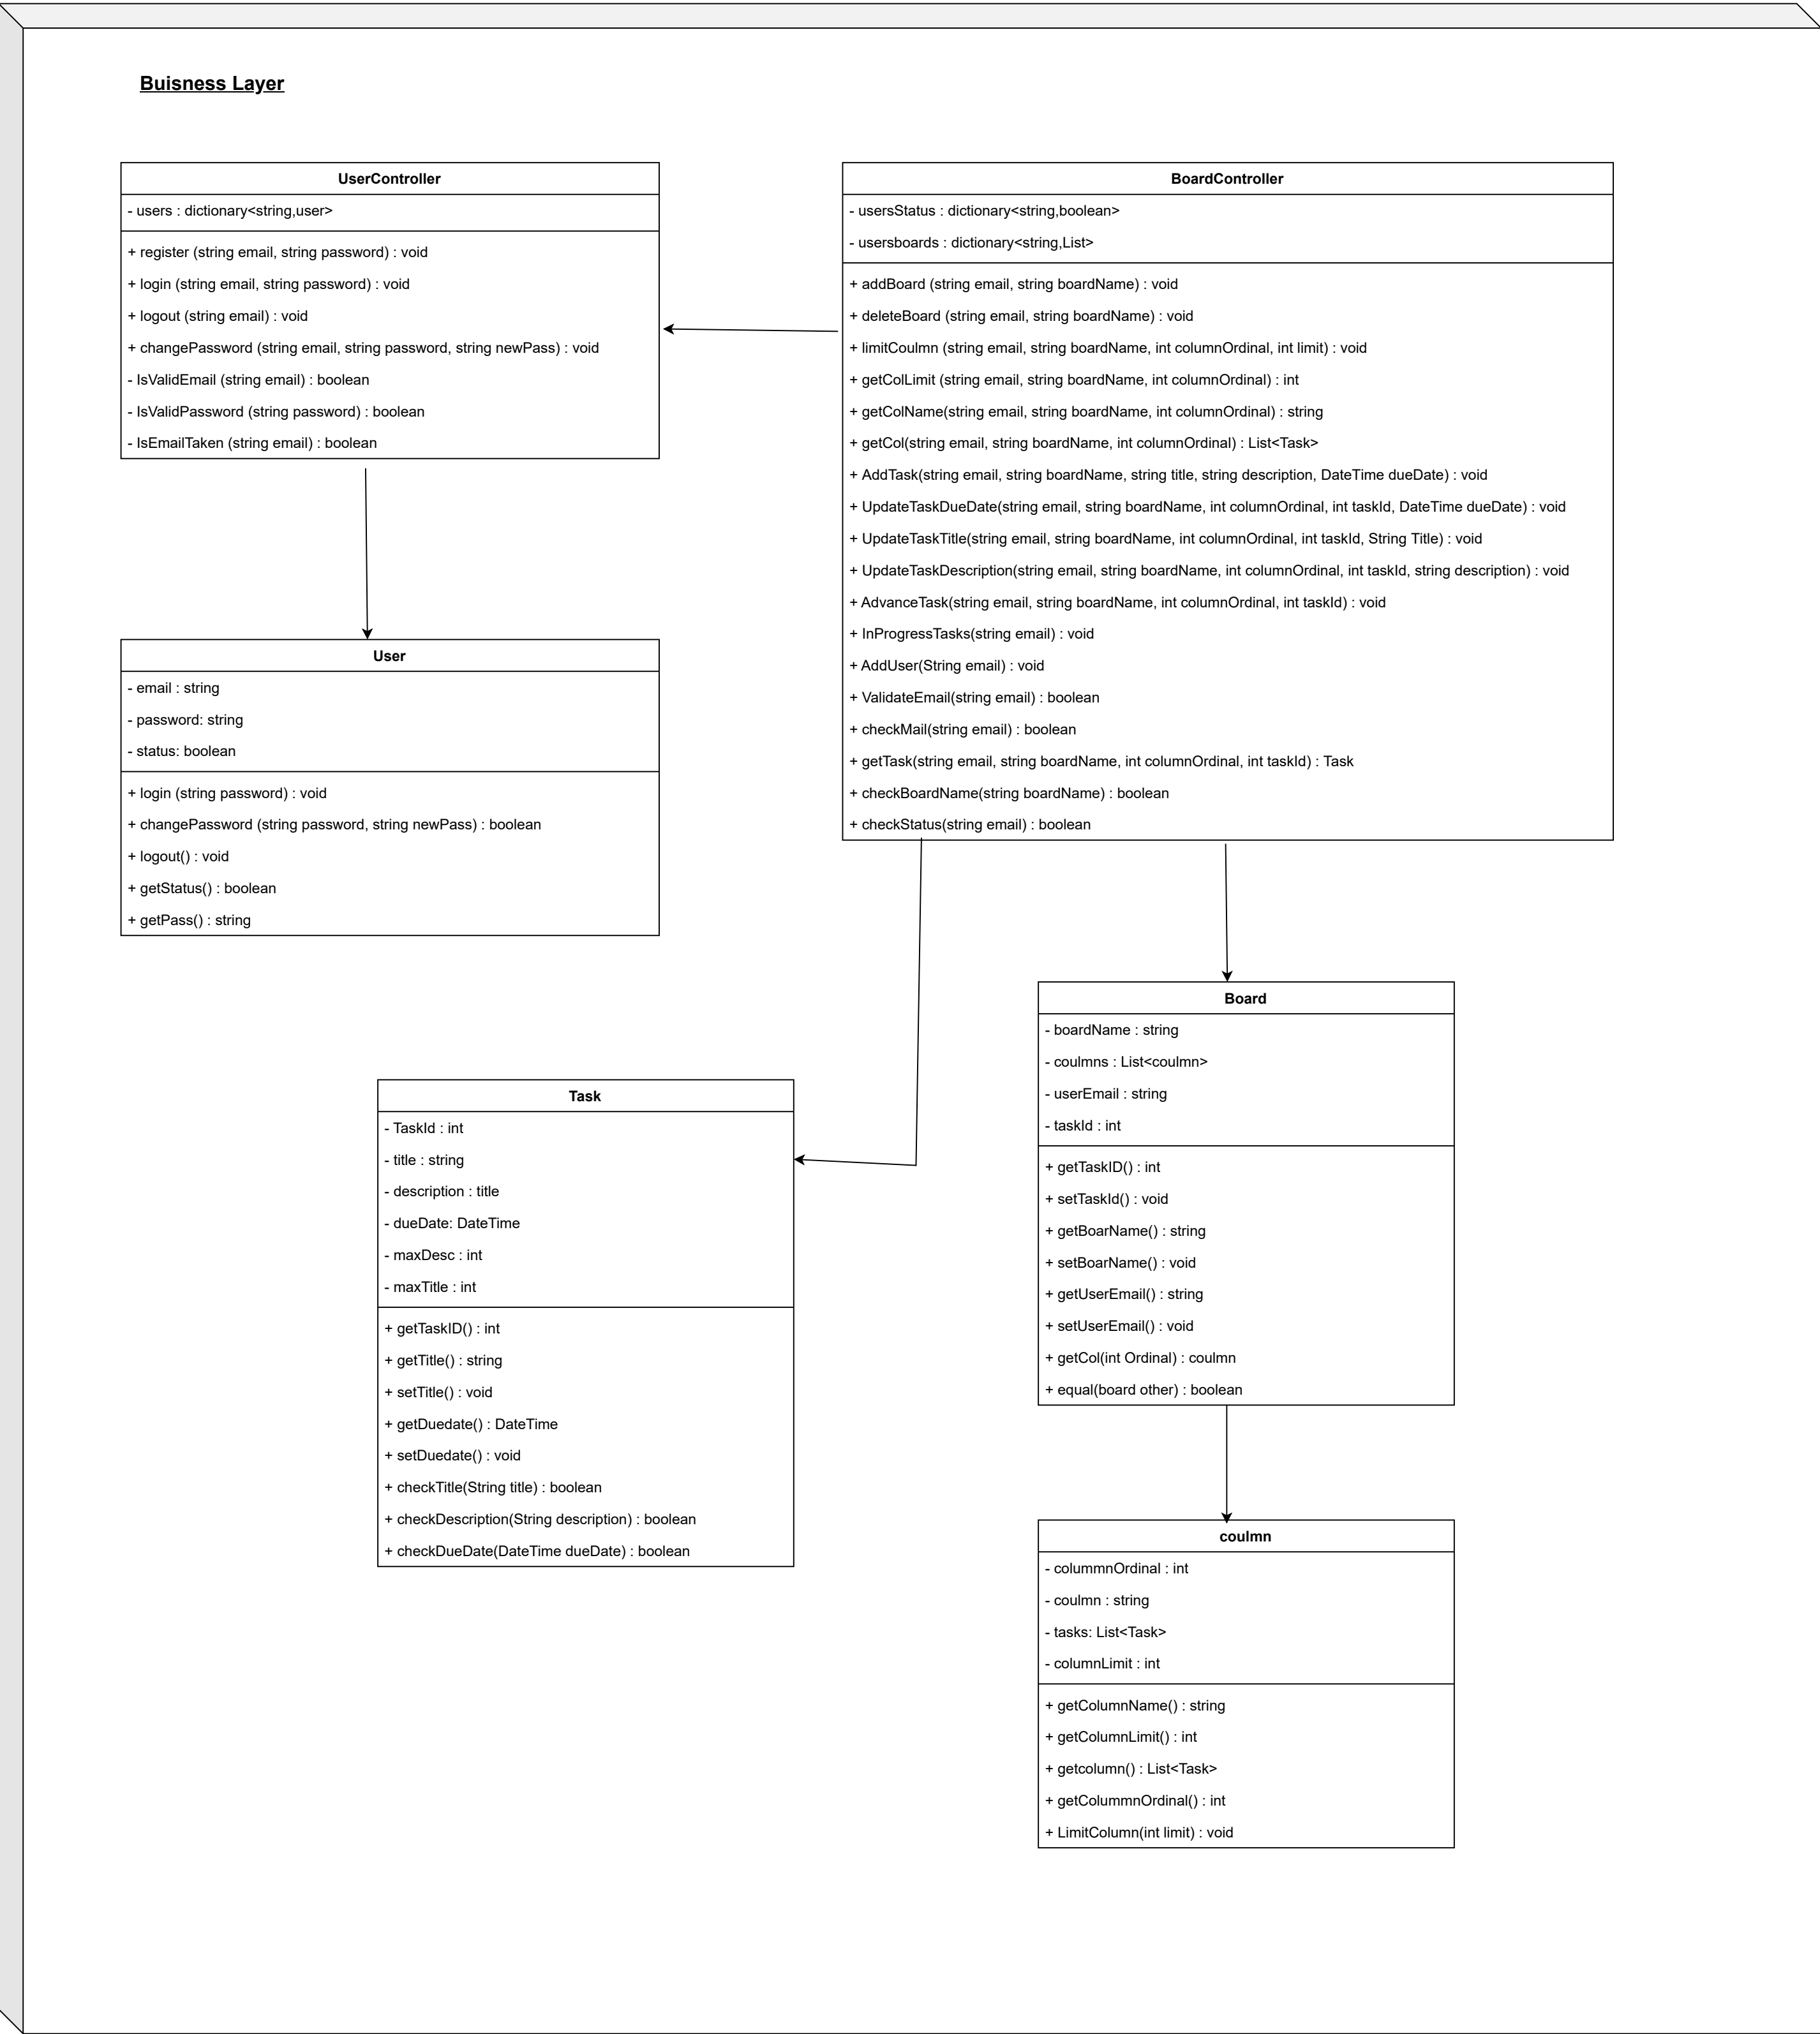 Buisness Layer
UserController
- users : dictionary<string,user>
+ register (string email, string password) : void
+ login (string email, string password) : void
+ logout (string email) : void
+ changePassword (string email, string password, string newPass) : void
- IsValidEmail (string email) : boolean
- IsValidPassword (string password) : boolean
- IsEmailTaken (string email) : boolean
BoardController
- usersStatus : dictionary<string,boolean>
- usersboards : dictionary<string,List>
+ addBoard (string email, string boardName) : void
+ deleteBoard (string email, string boardName) : void
+ limitCoulmn (string email, string boardName, int columnOrdinal, int limit) : void
+ getColLimit (string email, string boardName, int columnOrdinal) : int
+ getColName(string email, string boardName, int columnOrdinal) : string
+ getCol(string email, string boardName, int columnOrdinal) : List<Task>
+ AddTask(string email, string boardName, string title, string description, DateTime dueDate) : void
+ UpdateTaskDueDate(string email, string boardName, int columnOrdinal, int taskId, DateTime dueDate) : void
+ UpdateTaskTitle(string email, string boardName, int columnOrdinal, int taskId, String Title) : void
+ UpdateTaskDescription(string email, string boardName, int columnOrdinal, int taskId, string description) : void
+ AdvanceTask(string email, string boardName, int columnOrdinal, int taskId) : void
+ InProgressTasks(string email) : void
+ AddUser(String email) : void
+ ValidateEmail(string email) : boolean
+ checkMail(string email) : boolean
+ getTask(string email, string boardName, int columnOrdinal, int taskId) : Task
+ checkBoardName(string boardName) : boolean
+ checkStatus(string email) : boolean
User
- email : string
- password: string
- status: boolean
+ login (string password) : void
+ changePassword (string password, string newPass) : boolean
+ logout() : void
+ getStatus() : boolean
+ getPass() : string
Board
- boardName : string
- coulmns : List<coulmn>
- userEmail : string
- taskId : int
+ getTaskID() : int
+ setTaskId() : void
+ getBoarName() : string
+ setBoarName() : void
+ getUserEmail() : string
+ setUserEmail() : void
+ getCol(int Ordinal) : coulmn
+ equal(board other) : boolean
Task
- TaskId : int
- title : string
- description : title
- dueDate: DateTime
- maxDesc : int
- maxTitle : int
+ getTaskID() : int
+ getTitle() : string
+ setTitle() : void
+ getDuedate() : DateTime
+ setDuedate() : void
+ checkTitle(String title) : boolean
+ checkDescription(String description) : boolean
+ checkDueDate(DateTime dueDate) : boolean
coulmn
- colummnOrdinal : int
- coulmn : string
- tasks: List<Task>
- columnLimit : int
+ getColumnName() : string
+ getColumnLimit() : int
+ getcolumn() : List<Task>
+ getColummnOrdinal() : int
+ LimitColumn(int limit) : void